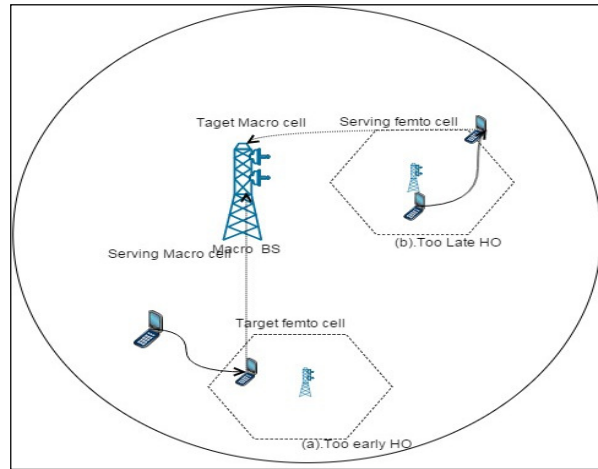 Taget Macro cell
Serving femto cell
Macro  BS
(b).Too Late HO
Serving Macro cell
Target femto cell
(a).Too early HO